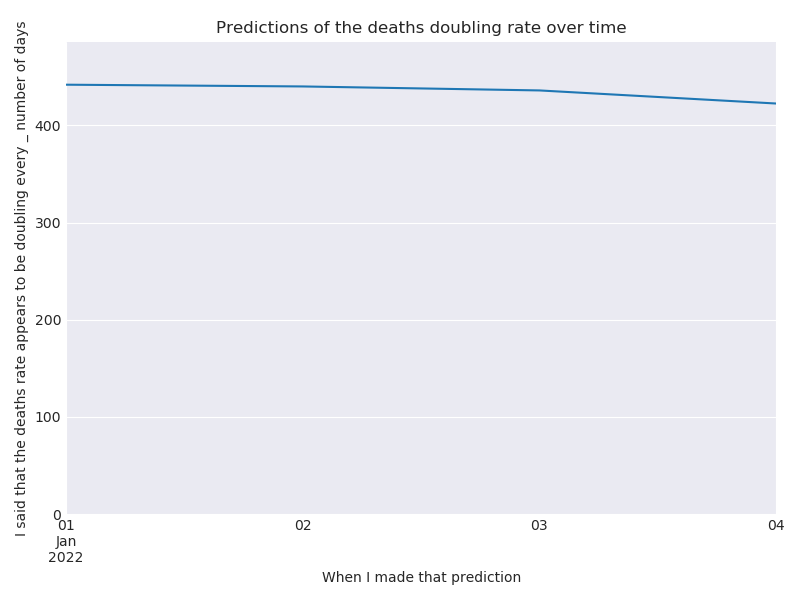 Predictions of the deaths doubling rate over time
I said that the deaths rate appears to be doubling every _ number of days
400
300
200
100
0
01
Jan
2022
02
03
04
When I made that prediction